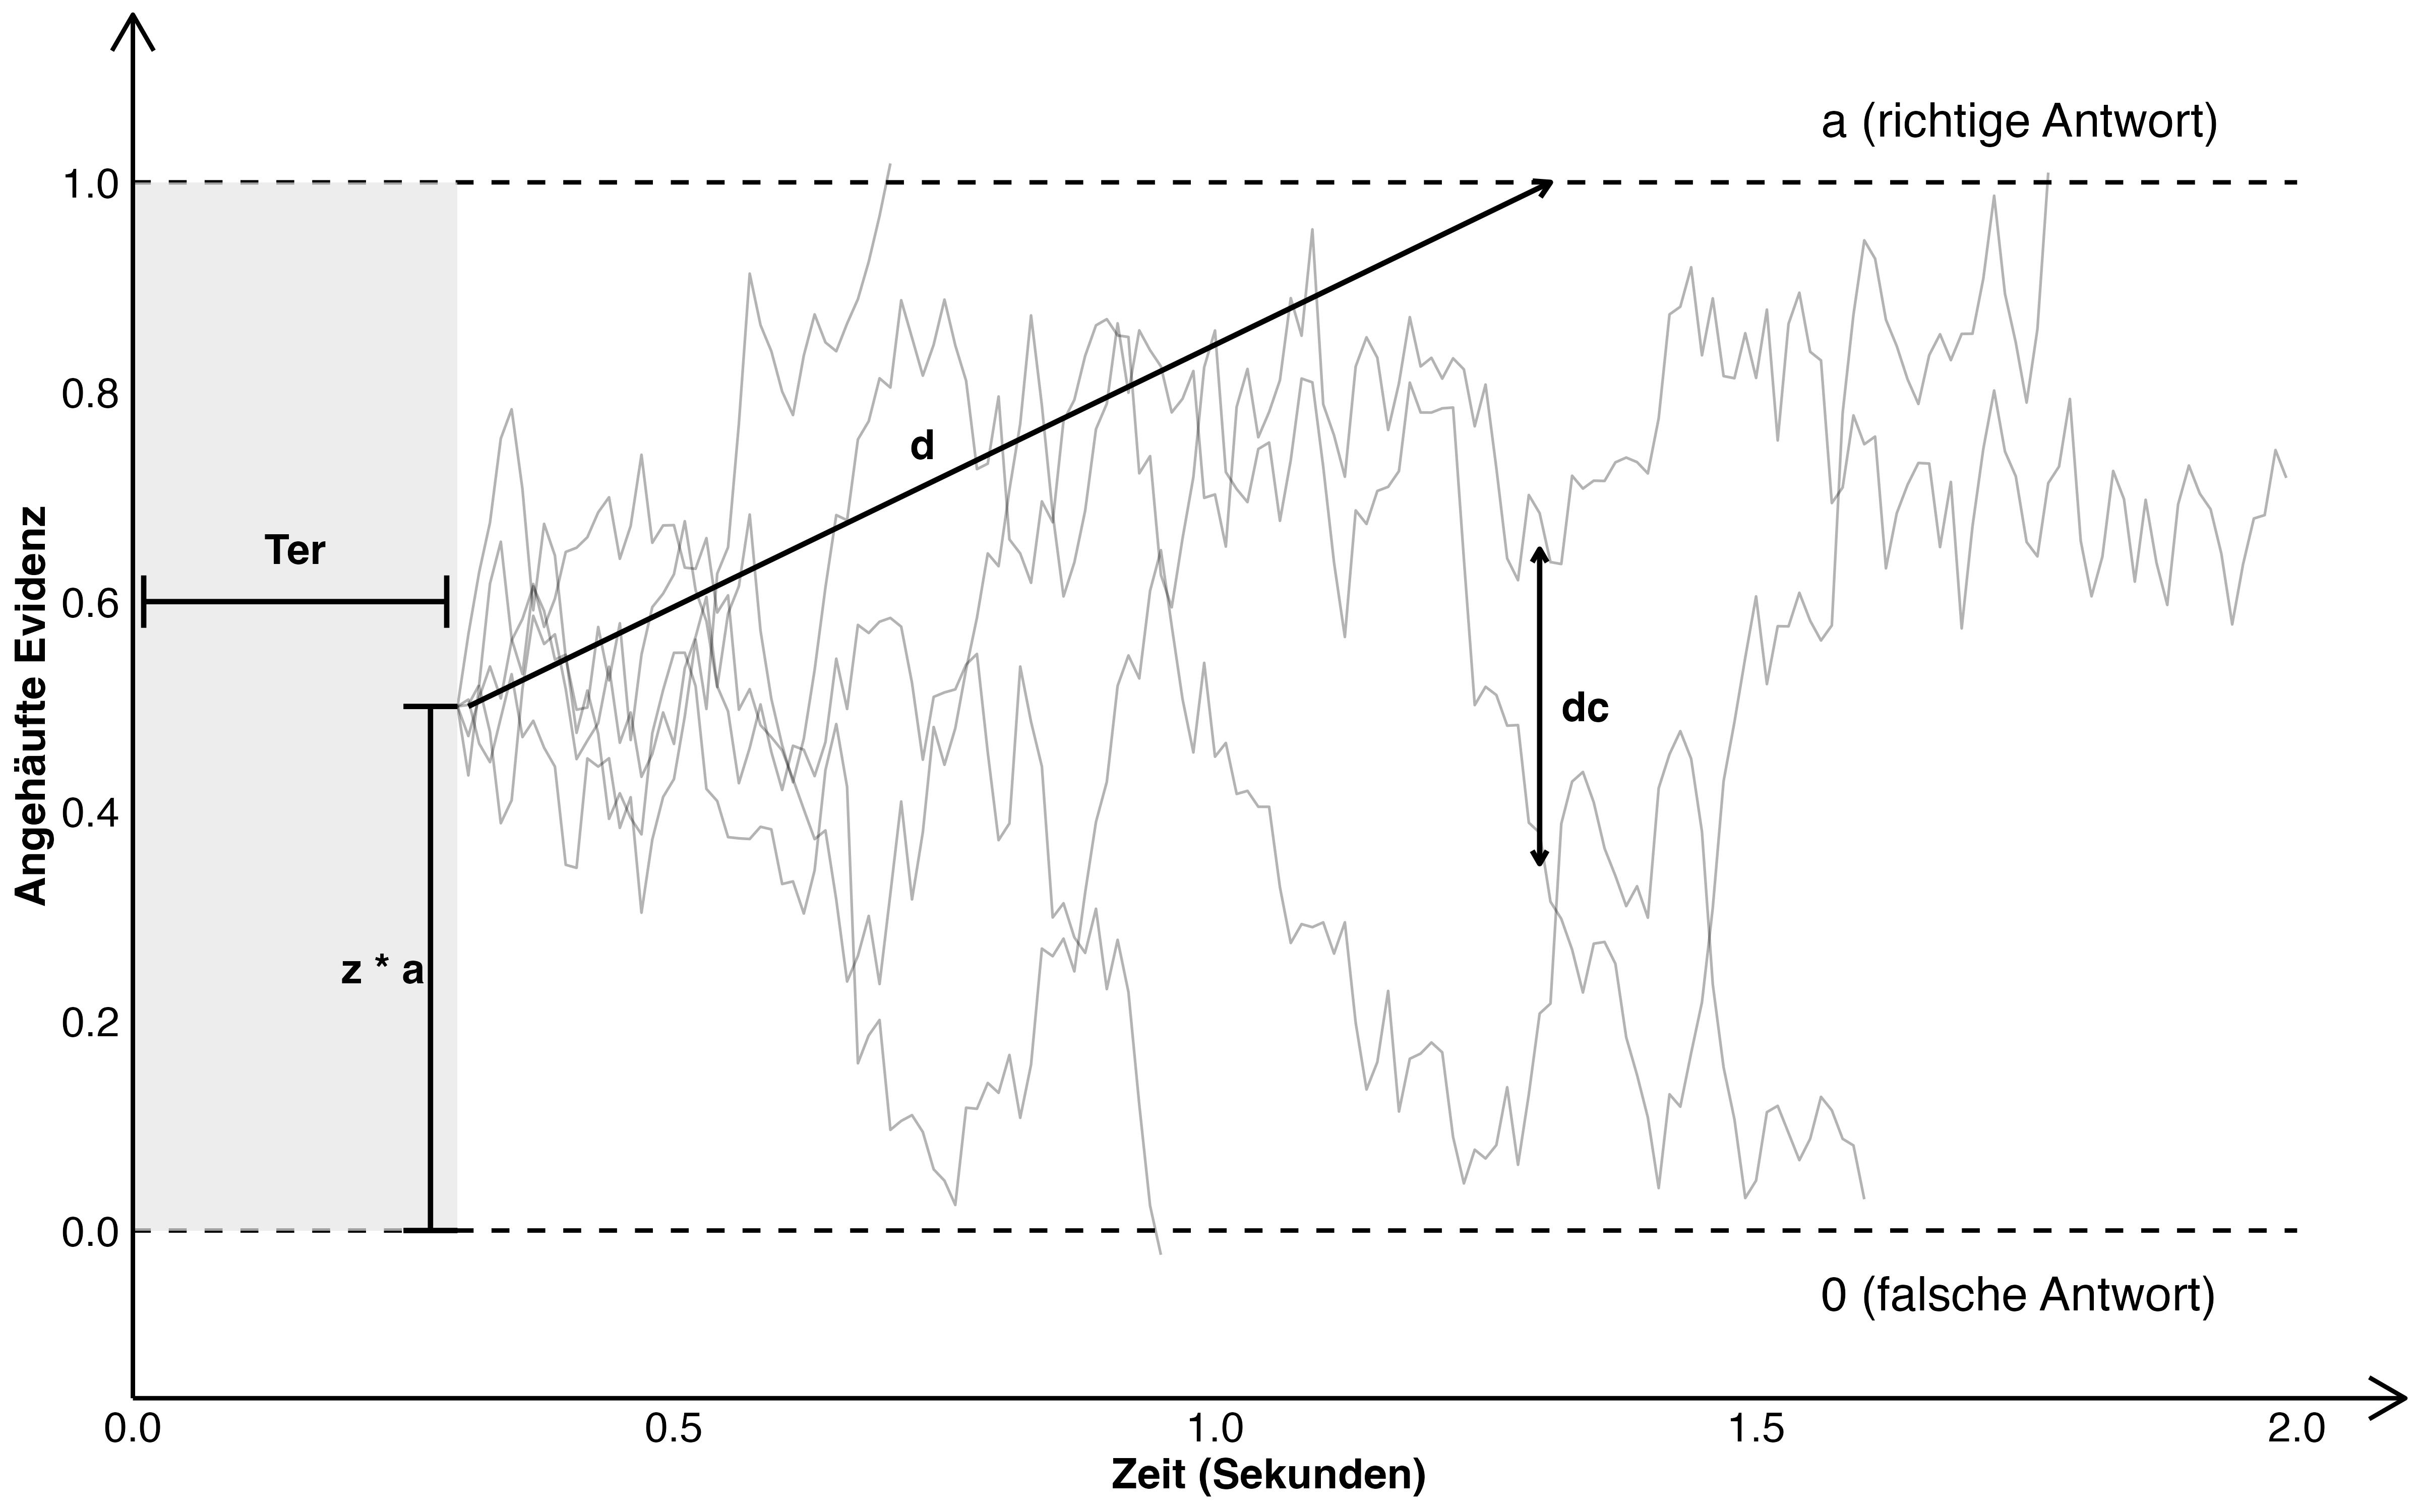 a (richtige Antwort)
1.0
0.8
d
Ter
0.6
dc
Angehäufte Evidenz
0.4
z * a
0.2
0.0
0 (falsche Antwort)
0.0 0.5 1.0 1.5 2.0
Zeit (Sekunden)